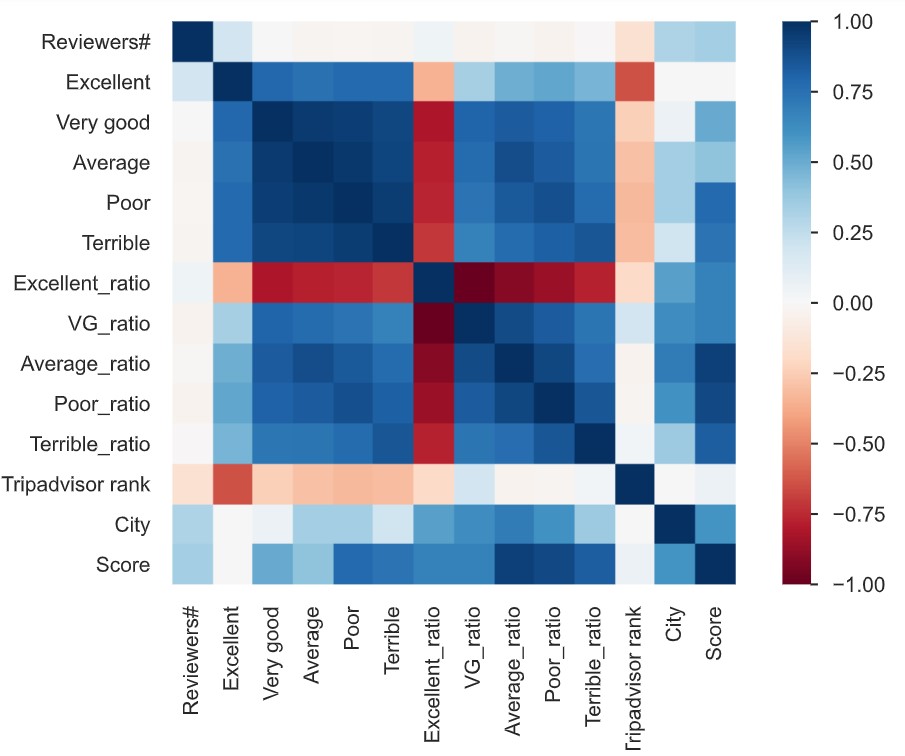 Reviewers#
Excellent
Very good
Average
Poor
Terrible
Excellent_ratio
VG_ratio
Average_ratio
Poor_ratio
Terrible_ratio
Tripadvisor rank
City
Score
Reviewers#
Excellent
Very good
Average
Poor
Terrible
Excellent_ratio
VG_ratio
Average_ratio
Poor_ratio
Terrible_ratio
Tripadvisor rank
City
Score
1.00
0.75
0.50
0.25
0.00
−0.25
−0.50
−0.75
−1.00